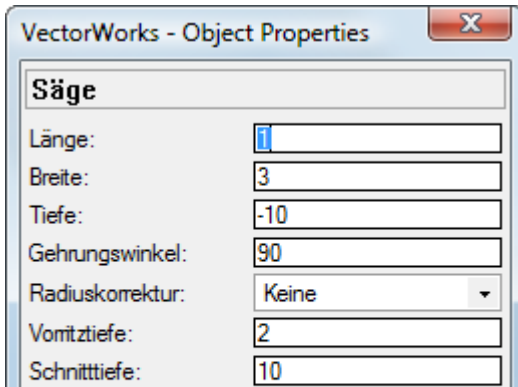 VectorWorks - Object Properties
Säge
Länge: 1
Breite: 3
Tiefe: -10
Gehrungswinkel: 90
Radiuskorrektur: Keine
Vorritztiefe: 2
Schnitttiefe: 10